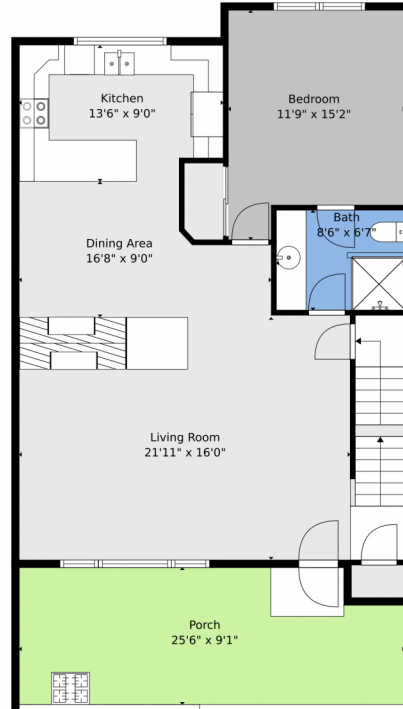 Kitchen
13'6" x 9'0"
Bedroom
11'9" x 15'2"
Bath
8'6" x 6'7"
Dining Area
16'8" x 9'0"
Living Room
21'11" x 16'0"
Porch
25'6" x 9'1"